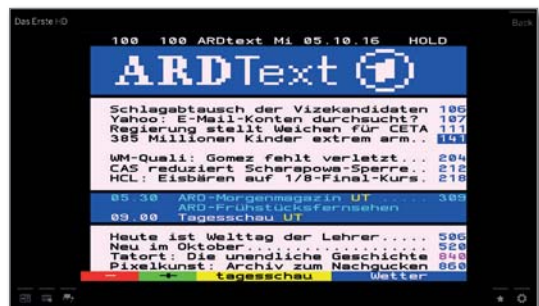 Das Erste HD
Back
100 100 ARDtext Mi 05.10.16 HOLD
ARDText
Schlagabtausch der Vizekandidaten 106
Yahoo: E-Mail-Konten durchsucht? 107
Regierung stellt Weichen für CETA 111
385 Millionen Kinder extrem arm.. 141
WM-Quali: Gomez fehlt verletzt... 204
CAS reduziert Scharapowa-Sperre.. 212
HCL: Eisbären auf 1/8-Final-Kurs. 218
05.30 ARD-Morgenmagazin UT ..... 309
ARD-Frühstücksfernsehen
09.00 Tagesschau UT
Heute ist Welttag der Lehrer..... 506
Neu im Oktober................... 520
Tatort: Die unendliche Geschichte 840
Pixelkunst: Archiv zum Nachgucken 860
- + tagesschau Wetter